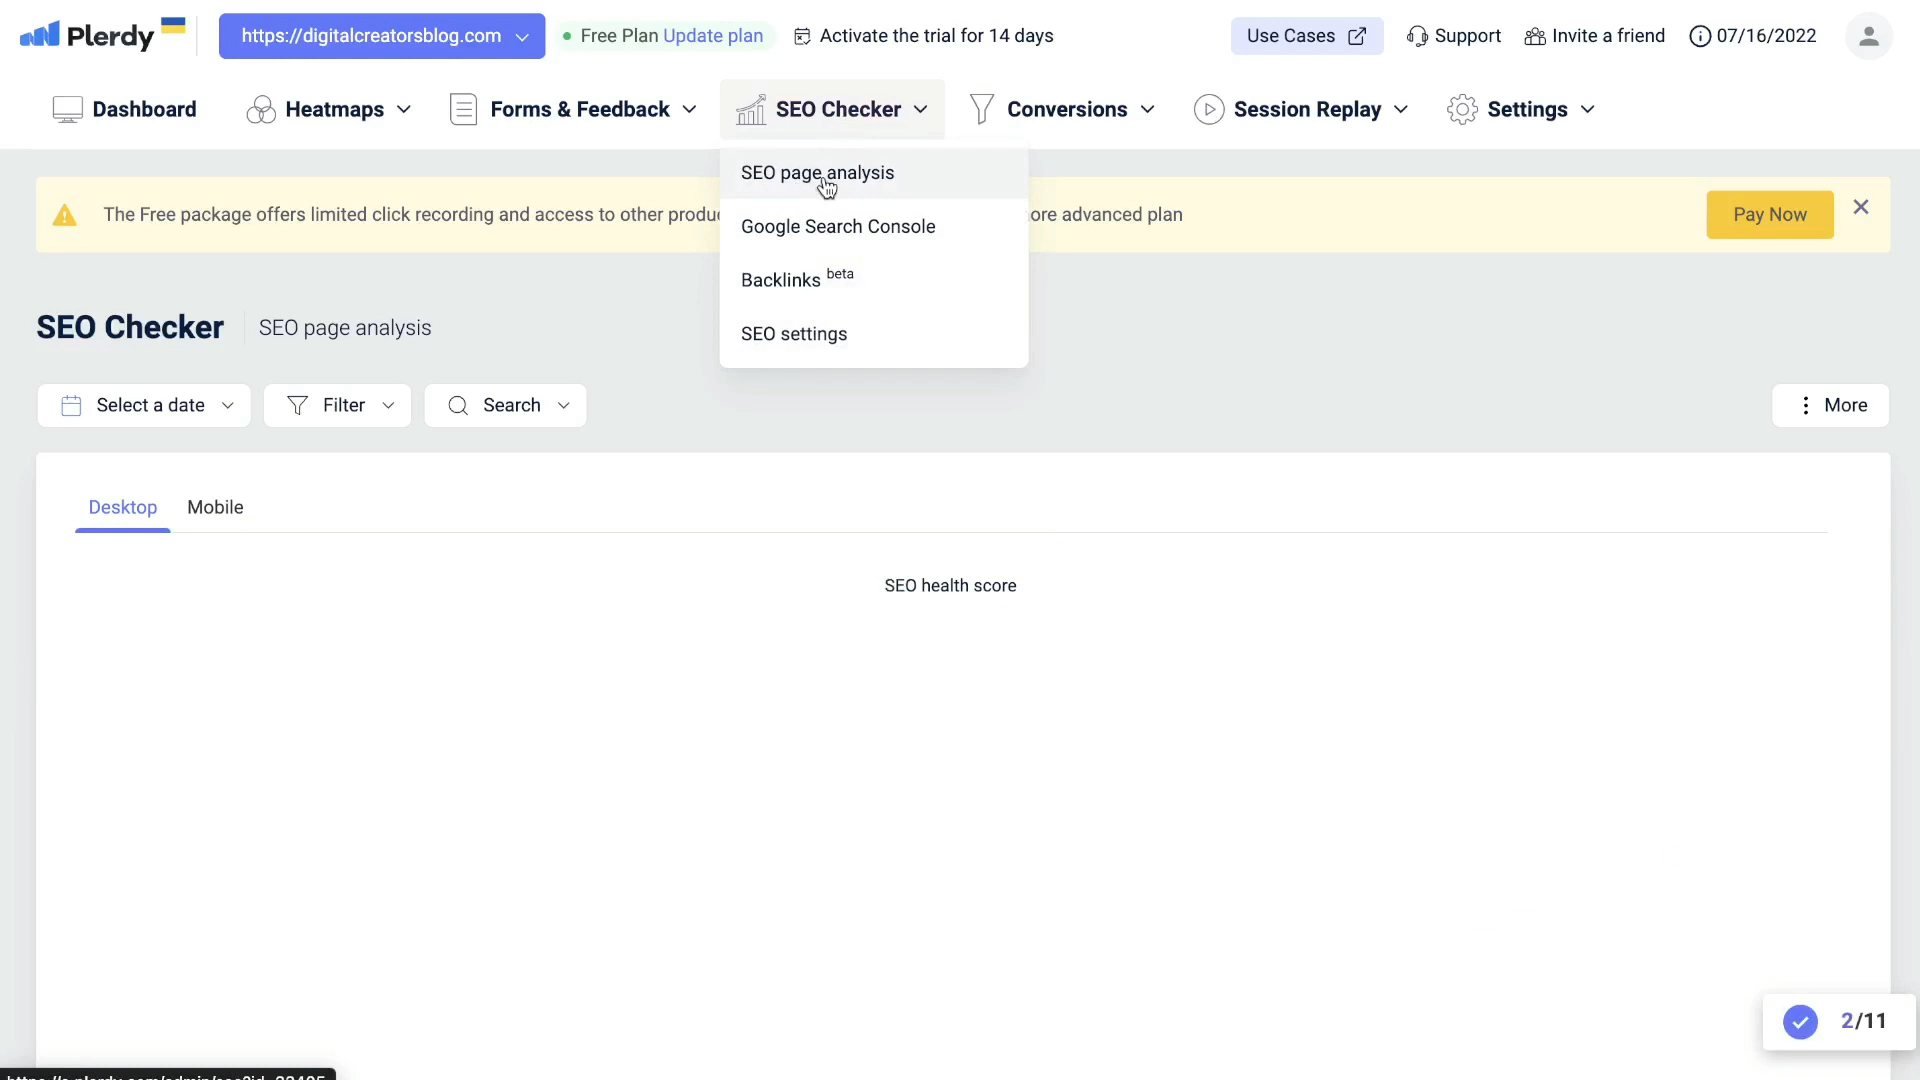 Plerdy https://digitalcreatorsblog.com Free Plan Update plan Activate the trial for 14 days Use Cases Support Invite a friend 07/16/2022
Dashboard Heatmaps Forms & Feedback SEO Checker Conversions Session Replay Settings
SEO page analysis
The Free package offers limited click recording and access to other ore advanced plan Pay Now
Google Search Console
Backlinks beta
SEO Checker SEO page analysis
SEO settings
Select a date Filter Search More
Desktop Mobile
SEO health score
2/11